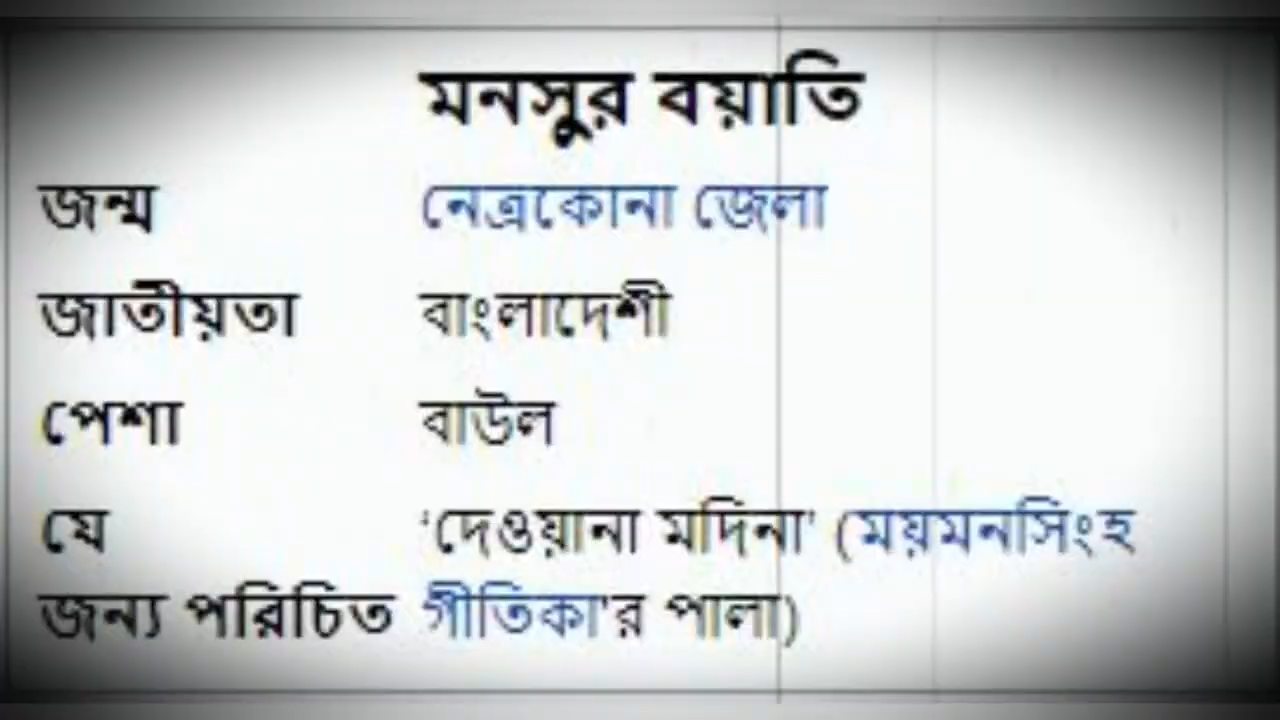 মনসুর বয়াতি
জন্ম নেত্রকোনা জেলা
জাতীয়তা বাংলাদেশী
পেশা বাউল
যে 'দেওয়ানা মদিনা' (ময়মনসিংহ
জন্য পরিচিত গীতিকা'র পালা)